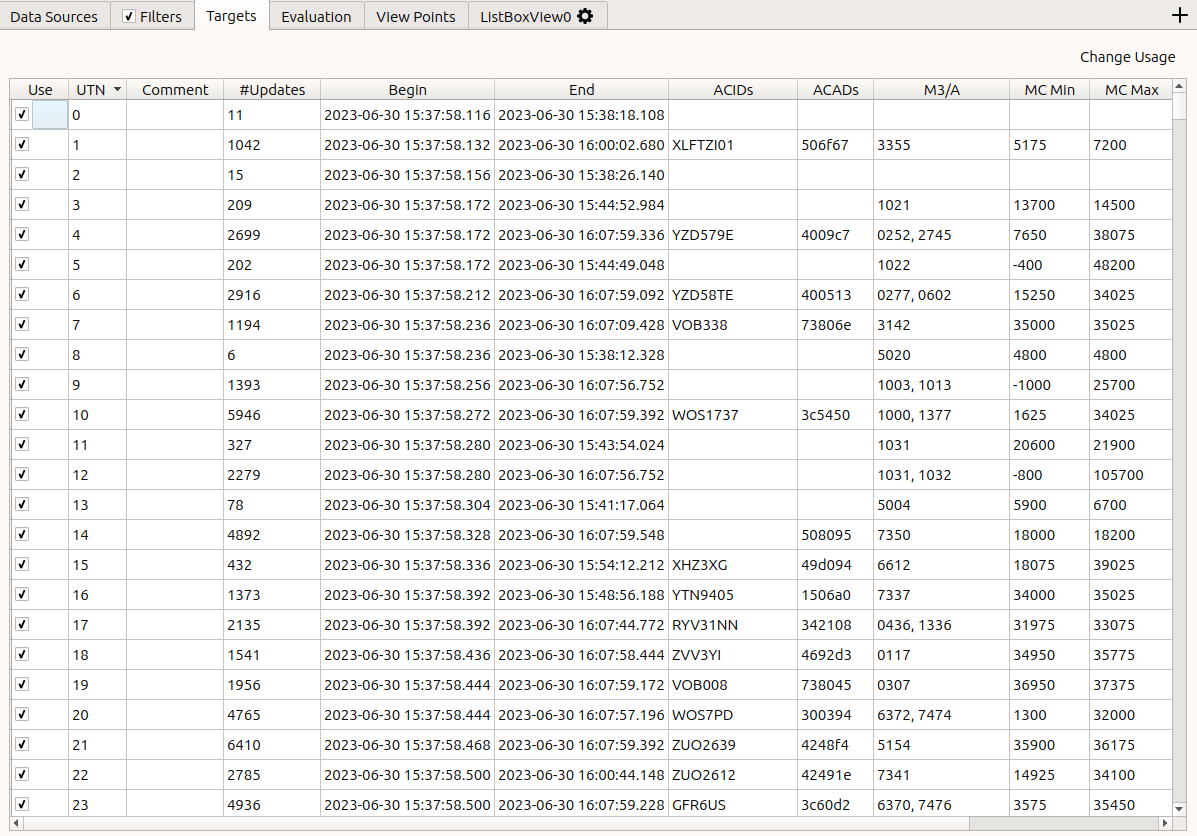 Data Sources Filters Targets Evaluation View Points ListBoxView0
Change Usage
Use UTN Comment #Updates Begin End ACIDs ACADs M3/A MC Min MC Max
0 11 2023-06-30 15:37:58.116 2023-06-30 15:38:18.108
1 1042 2023-06-30 15:37:58.132 2023-06-30 16:00:02.680 XLFTZI01 506f67 3355 5175 7200
2 15 2023-06-30 15:37:58.156 2023-06-30 15:38:26.140
3 209 2023-06-30 15:37:58.172 2023-06-30 15:44:52.984 1021 13700 14500
4 2699 2023-06-30 15:37:58.172 2023-06-30 16:07:59.336 YZD579E 4009c7 0252, 2745 7650 38075
5 202 2023-06-30 15:37:58.172 2023-06-30 15:44:49.048 1022 -400 48200
6 2916 2023-06-30 15:37:58.212 2023-06-30 16:07:59.092 YZD58TE 400513 0277, 0602 15250 34025
7 1194 2023-06-30 15:37:58.236 2023-06-30 16:07:09.428 VOB338 73806e 3142 35000 35025
8 6 2023-06-30 15:37:58.236 2023-06-30 15:38:12.328 5020 4800 4800
9 1393 2023-06-30 15:37:58.256 2023-06-30 16:07:56.752 1003, 1013 -1000 25700
10 5946 2023-06-30 15:37:58.272 2023-06-30 16:07:59.392 WOS1737 3c5450 1000, 1377 1625 34025
11 327 2023-06-30 15:37:58.280 2023-06-30 15:43:54.024 1031 20600 21900
12 2279 2023-06-30 15:37:58.280 2023-06-30 16:07:56.752 1031, 1032 -800 105700
13 78 2023-06-30 15:37:58.304 2023-06-30 15:41:17.064 5004 5900 6700
14 4892 2023-06-30 15:37:58.328 2023-06-30 16:07:59.548 508095 7350 18000 18200
15 432 2023-06-30 15:37:58.336 2023-06-30 15:54:12.212 XHZ3XG 49d094 6612 18075 39025
16 1373 2023-06-30 15:37:58.392 2023-06-30 15:48:56.188 YTN9405 1506a0 7337 34000 35025
17 2135 2023-06-30 15:37:58.392 2023-06-30 16:07:44.772 RYV31NN 342108 0436, 1336 31975 33075
18 1541 2023-06-30 15:37:58.436 2023-06-30 16:07:58.444 ZVV3YI 4692d3 0117 34950 35775
19 1956 2023-06-30 15:37:58.444 2023-06-30 16:07:59.172 VOB008 738045 0307 36950 37375
20 4765 2023-06-30 15:37:58.444 2023-06-30 16:07:57.196 WOS7PD 300394 6372, 7474 1300 32000
21 6410 2023-06-30 15:37:58.468 2023-06-30 16:07:59.392 ZUO2639 4248f4 5154 35900 36175
22 2785 2023-06-30 15:37:58.500 2023-06-30 16:00:44.148 ZUO2612 42491e 7341 14925 34100
23 4936 2023-06-30 15:37:58.500 2023-06-30 16:07:59.228 GFR6US 3c60d2 6370, 7476 3575 35450